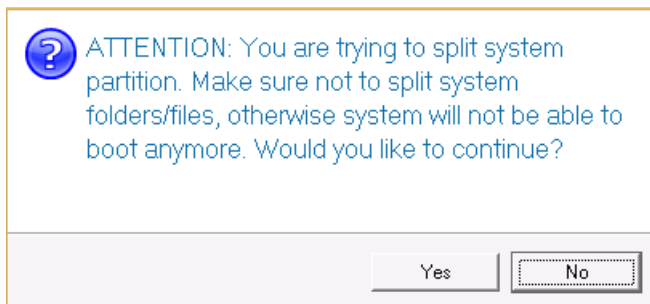 ATTENTION: You are trying to split system
partition. Make sure not to split system
folders/files, otherwise system will not be able to
boot anymore. Would you like to continue?
Yes No